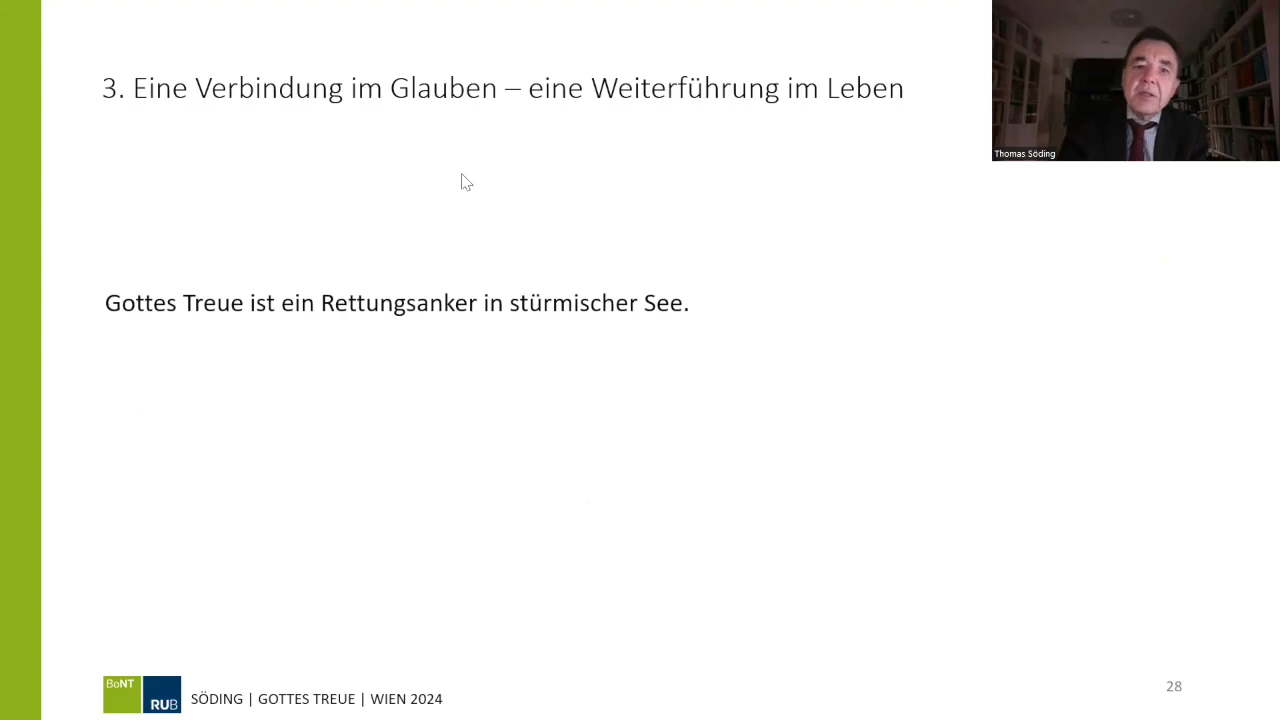 3. Eine Verbindung im Glauben – eine Weiterführung im Leben
Thomas Söding
Gottes Treue ist ein Rettungsanker in stürmischer See.
BoNT
RUB
SÖDING | GOTTES TREUE | WIEN 2024
28